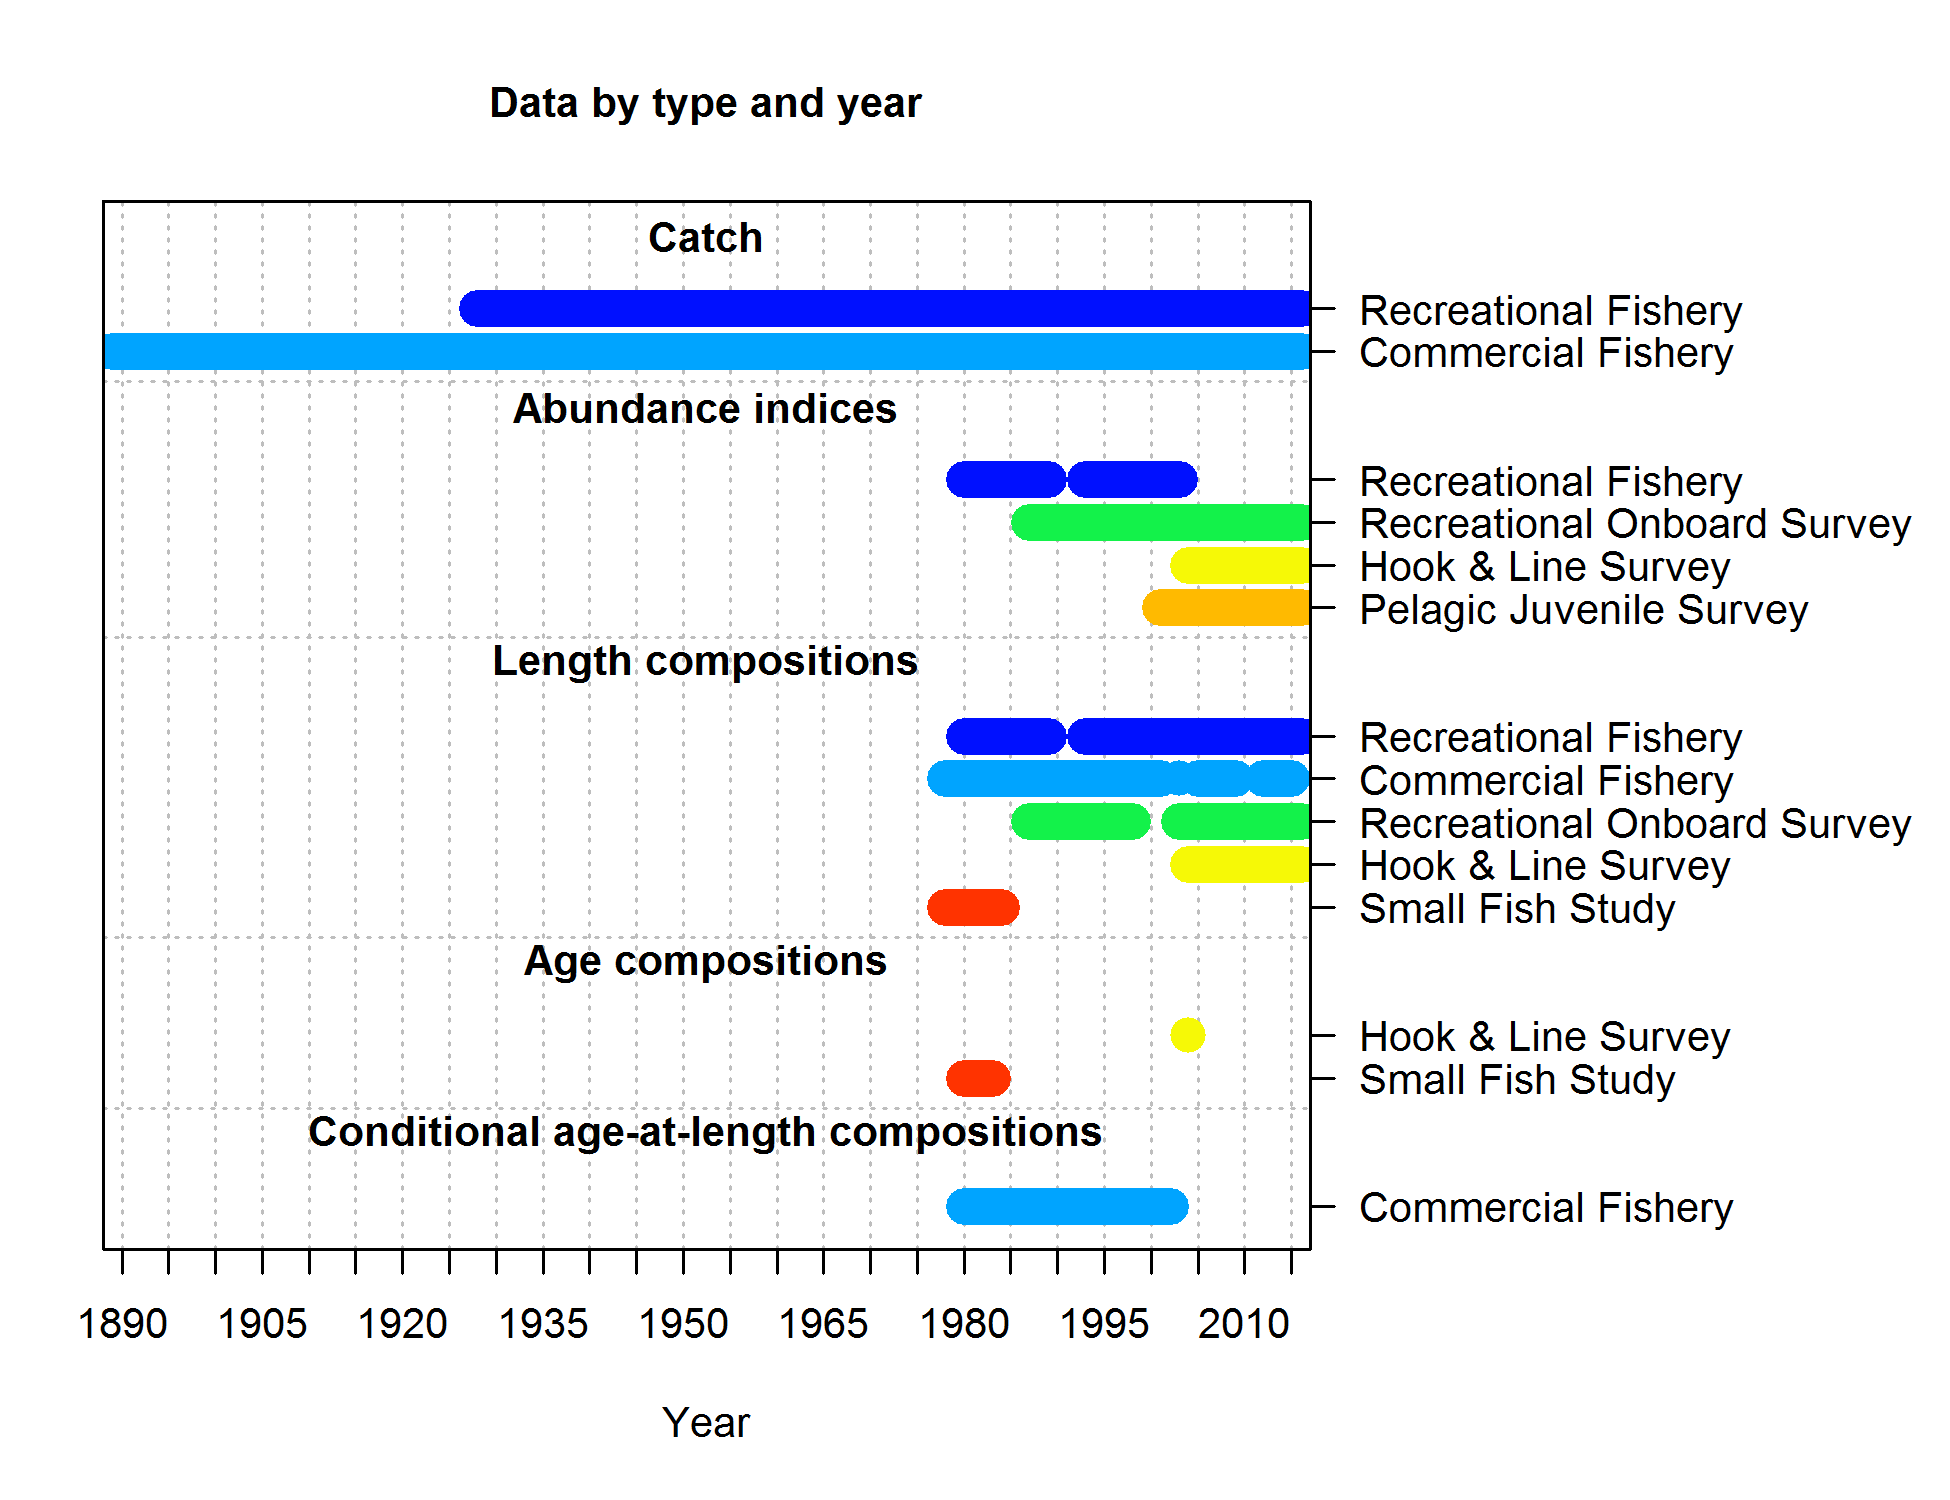 Data by type and year
Catch
Recreational Fishery
Commercial Fishery
Abundance indices
Recreational Fishery
Recreational Onboard Survey
Hook & Line Survey
Pelagic Juvenile Survey
Length compositions
Recreational Fishery
Commercial Fishery
Recreational Onboard Survey
Hook & Line Survey
Small Fish Study
Age compositions
Hook & Line Survey
Small Fish Study
Conditional age-at-length compositions
Commercial Fishery
1890 1905 1920 1935 1950 1965 1980 1995 2010
Year